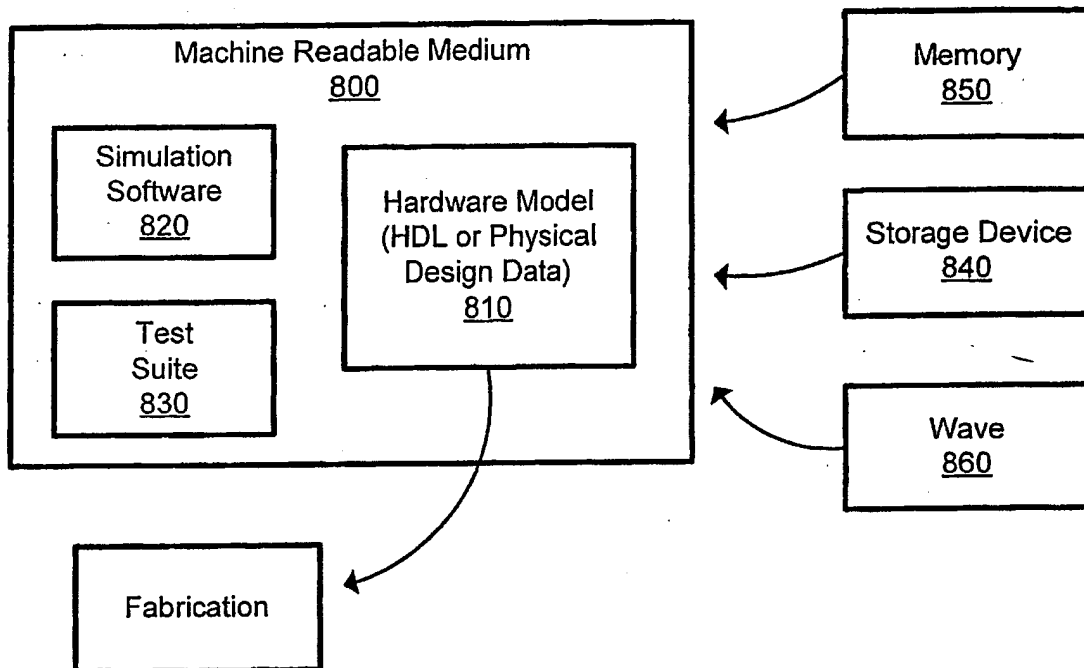 Machine Readable Medium
800
Simulation
Software
820
Hardware Model
(HDL or Physical
Design Data)
810
Test
Suite
830
Memory
850
Storage Device
840
Wave
860
Fabrication